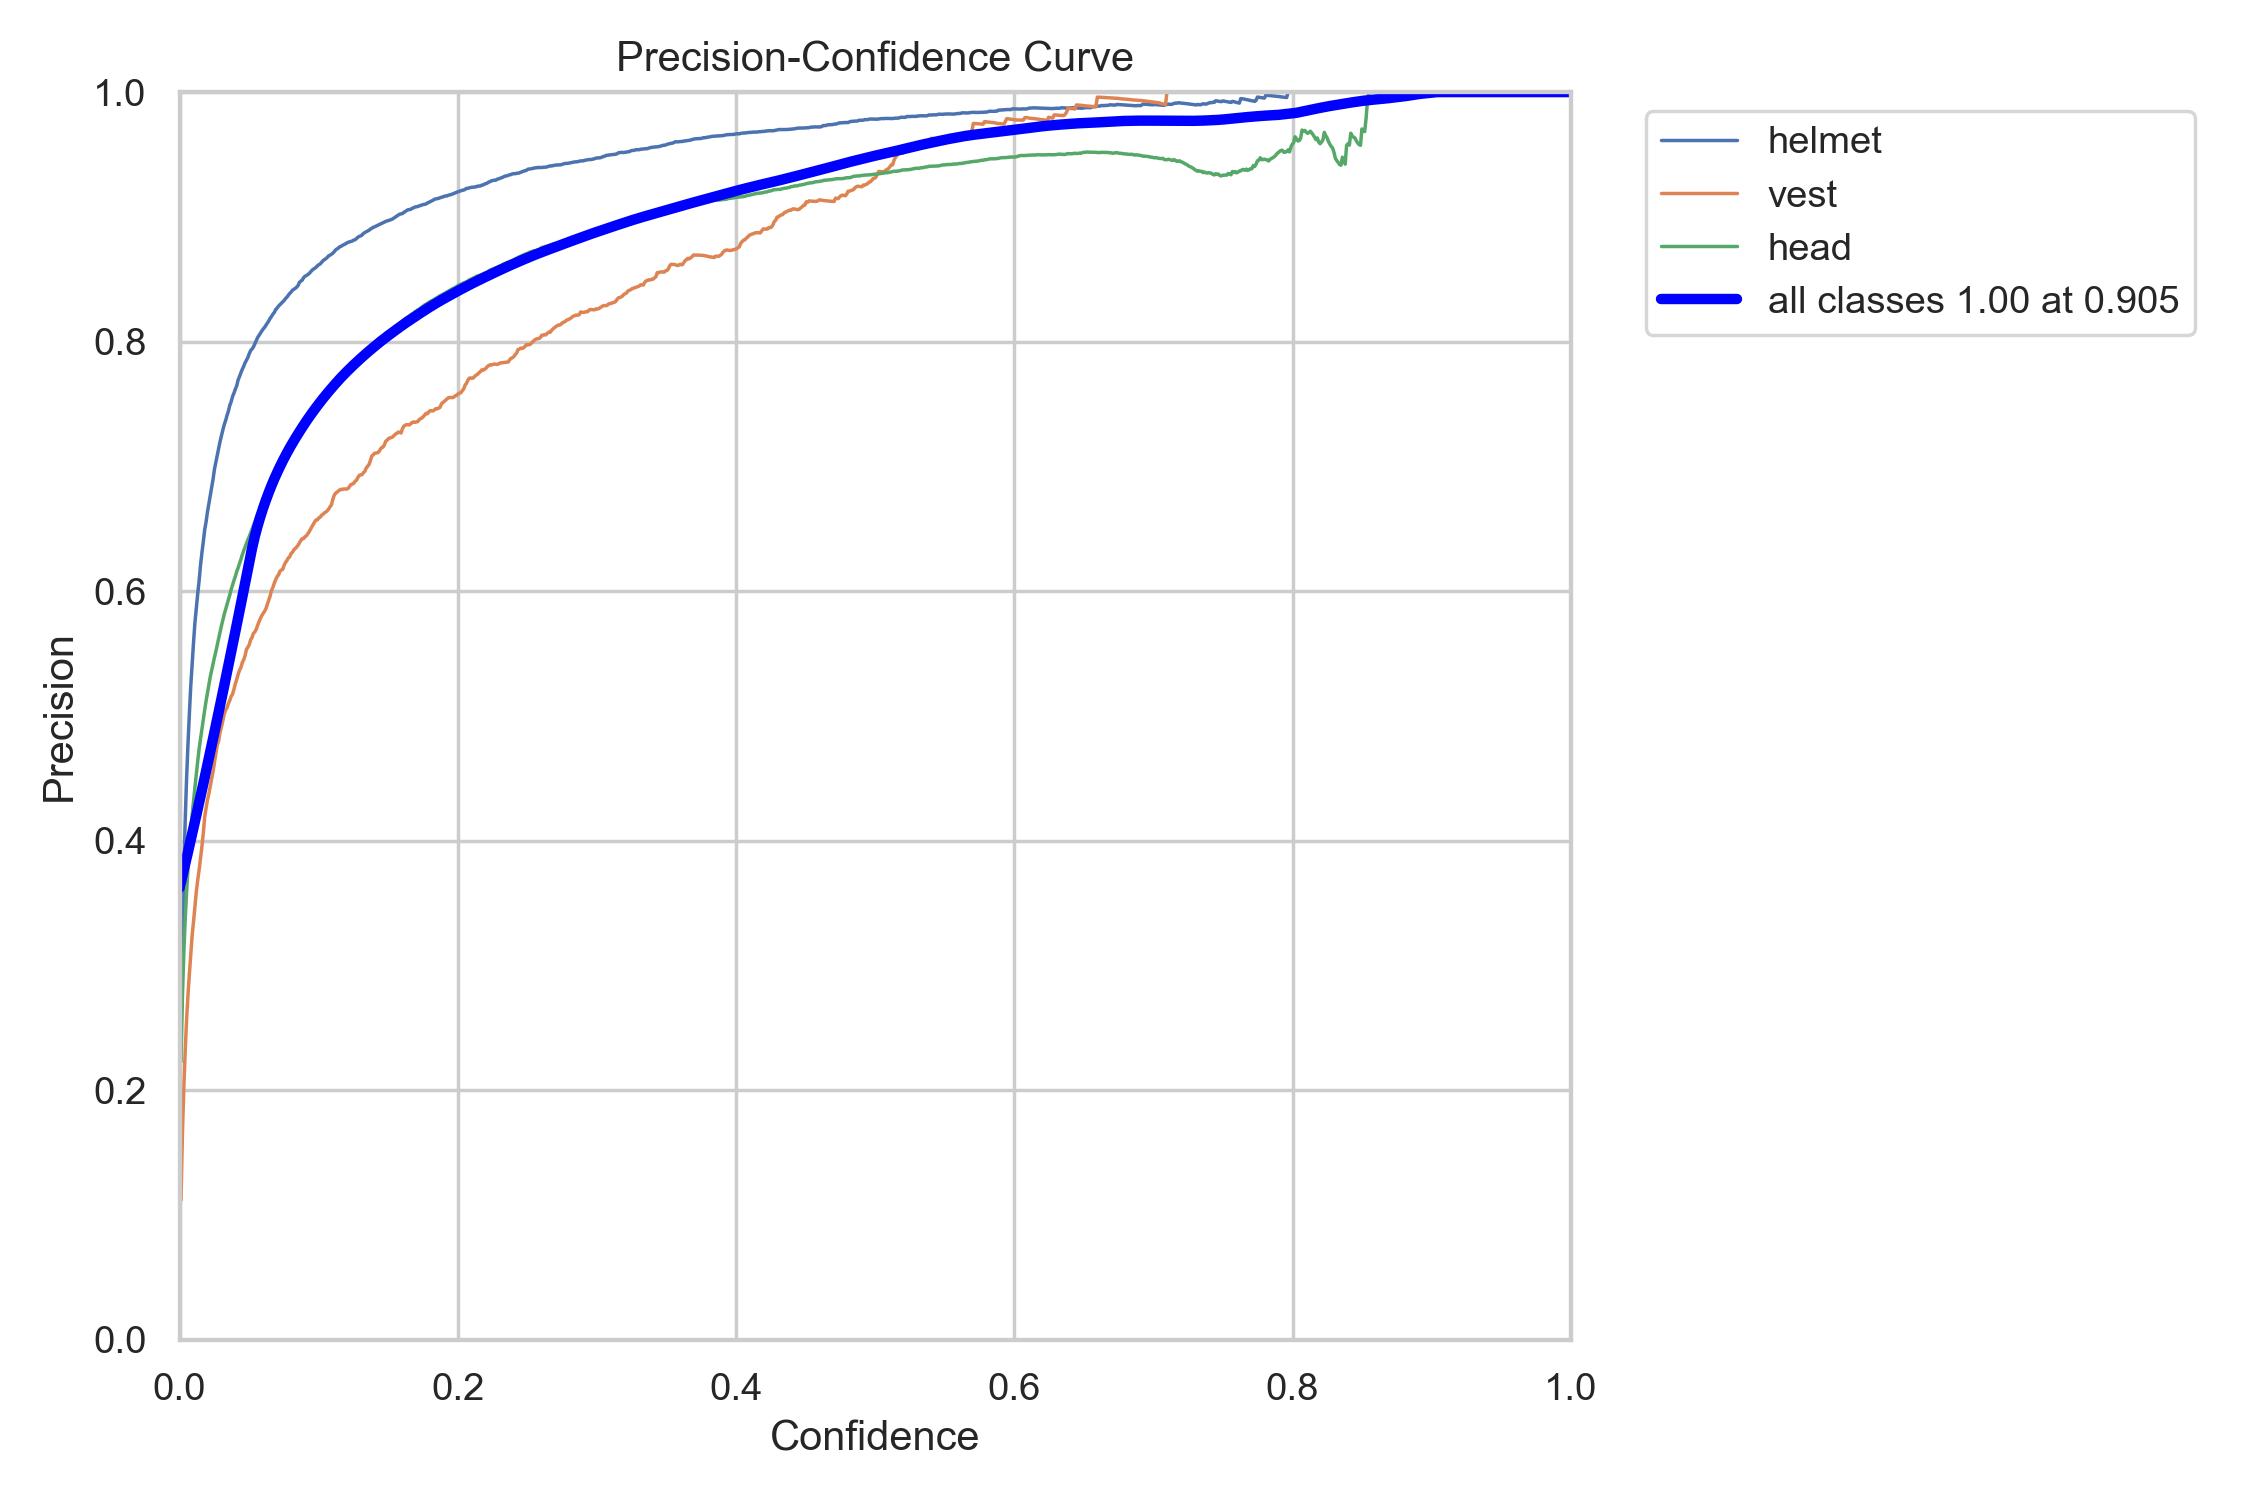 Precision-Confidence Curve
1.0
0.8
0.6
0.4
0.2
0.0
Precision
0.0 0.2 0.4 0.6 0.8 1.0
Confidence
helmet
vest
head
all classes 1.00 at 0.905